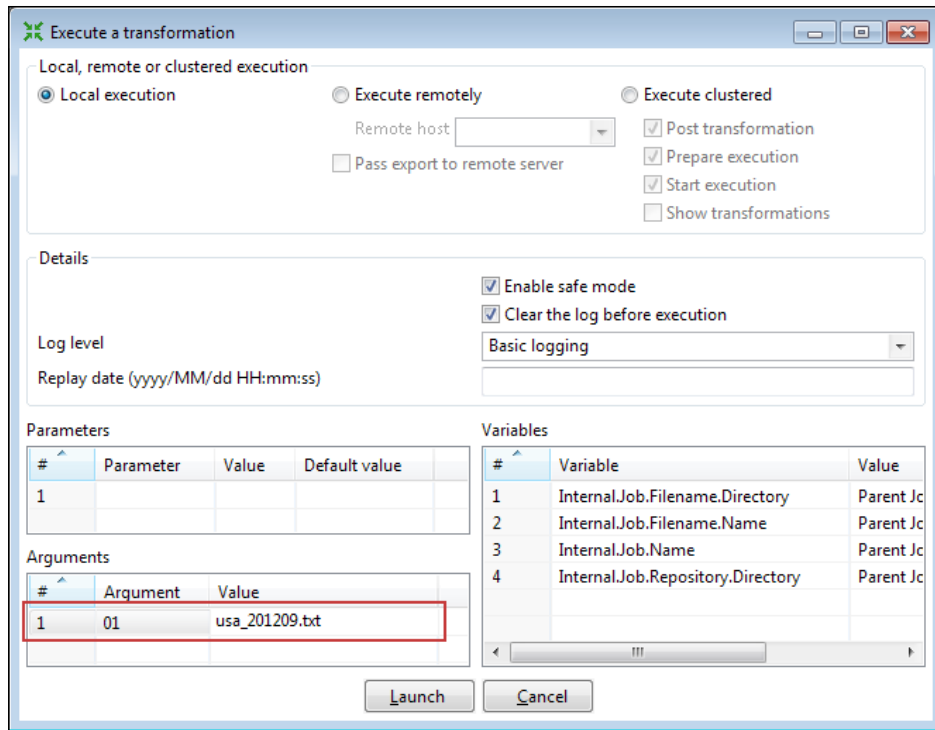 Execute a transformation
Local, remote or clustered execution
Local execution
Execute remotely
Execute clustered
Remote host
Post transformation
Pass export to remote server
Prepare execution
Start execution
Show transformations
Details
Enable safe mode
Clear the log before execution
Log level
Basic logging
Replay date (yyyy/MM/dd HH:mm:ss)
Parameters
# Parameter Value Default value
1
Arguments
# Argument Value
1 01 usa_201209.txt
Variables
# Variable Value
1 Internal.Job.Filename.Directory Parent Jc
2 Internal.Job.Filename.Name Parent Jc
3 Internal.Job.Name Parent Jc
4 Internal.Job.Repository.Directory Parent Jc
Launch
Cancel